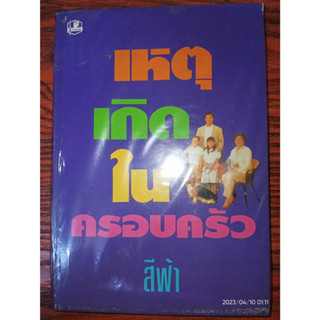 เหตุ
เกิด
ใน
ครอบครัว
สีฟ้า
2023/04/10 01:11